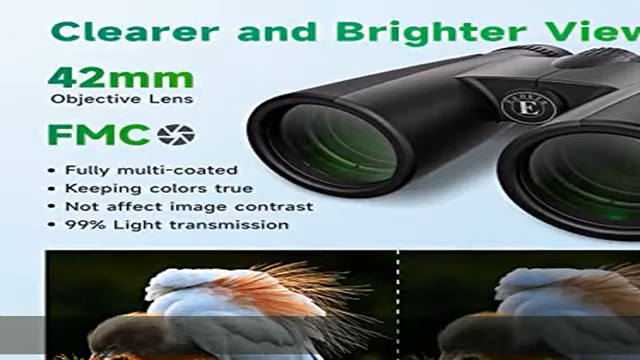 Clearer and Brighter View
42mm
Objective Lens
FMC
• Fully multi-coated
• Keeping colors true
• Not affect image contrast
• 99% Light transmission
E